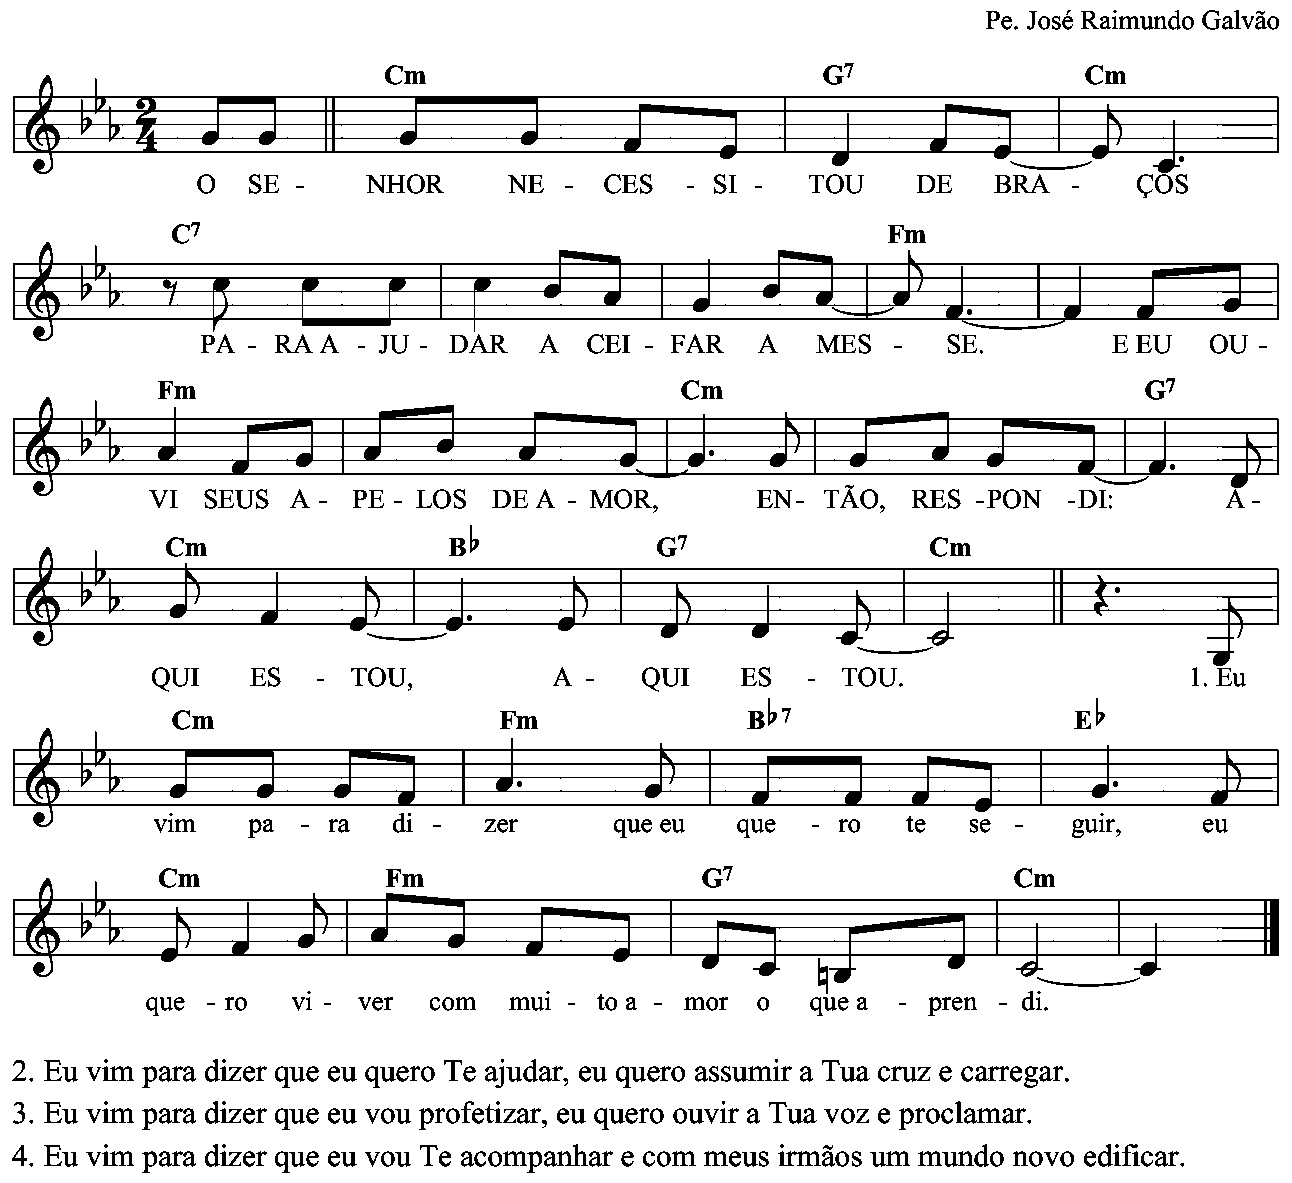 Pe. José Raimundo Galvão
Cm G7 Cm
2/4
O SE - NHOR NE - CES - SI - TOU DE BRA - ÇOS
C7 Fm
PA - RA A - JU - DAR A CEI - FAR A MES - SE. E EU OU -
Fm Cm G7
VI SEUS A - PE - LOS DE A - MOR, EN - TÃO, RES - PON - DI: A -
Cm B♭ G7 Cm
QUI ES - TOU, A - QUI ES - TOU. 1. Eu
Cm Fm B♭7 E♭
vim pa - ra di - zer que eu que - ro te se - guir, eu
Cm Fm G7 Cm
que - ro vi - ver com mui - to a - mor o que a - pren - di.
2. Eu vim para dizer que eu quero Te ajudar, eu quero assumir a Tua cruz e carregar.
3. Eu vim para dizer que eu vou profetizar, eu quero ouvir a Tua voz e proclamar.
4. Eu vim para dizer que eu vou Te acompanhar e com meus irmãos um mundo novo edificar.